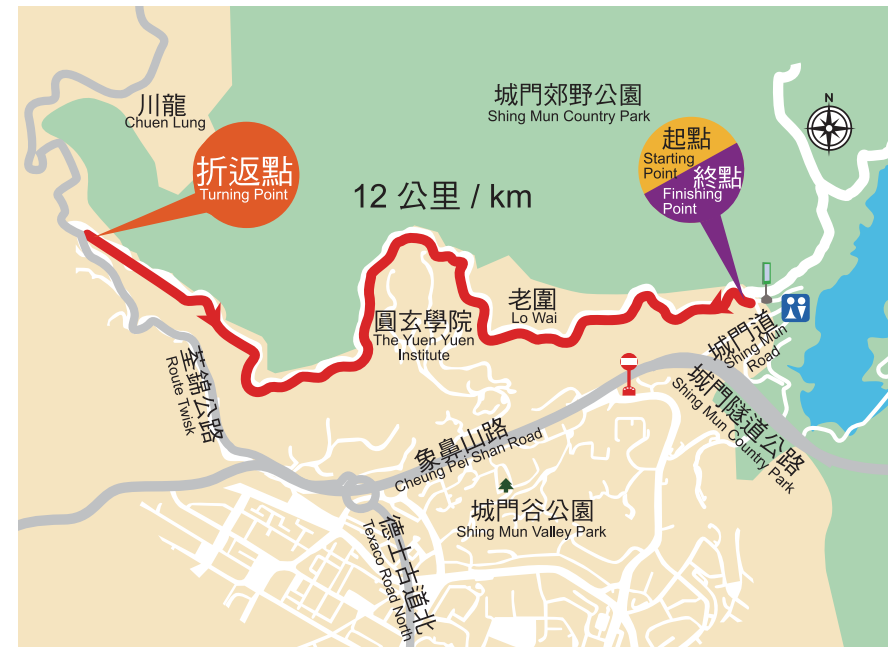 川龍
Chuen Lung
城門郊野公園
Shing Mun Country Park
N
折返點
Turning Point
12 公里 / km
起點
Starting
Point
終點
Finishing
Point
老圍
Lo Wai
圓玄學院
The Yuen Yuen
Institute
城門道
Shing Mun
Road
荃錦公路
Route Twisk
城門隧道公路
Shing Mun Country Park
象鼻山路
Cheung Pei Shan Road
城門谷公園
Shing Mun Valley Park
德士古道北
Texaco Road North